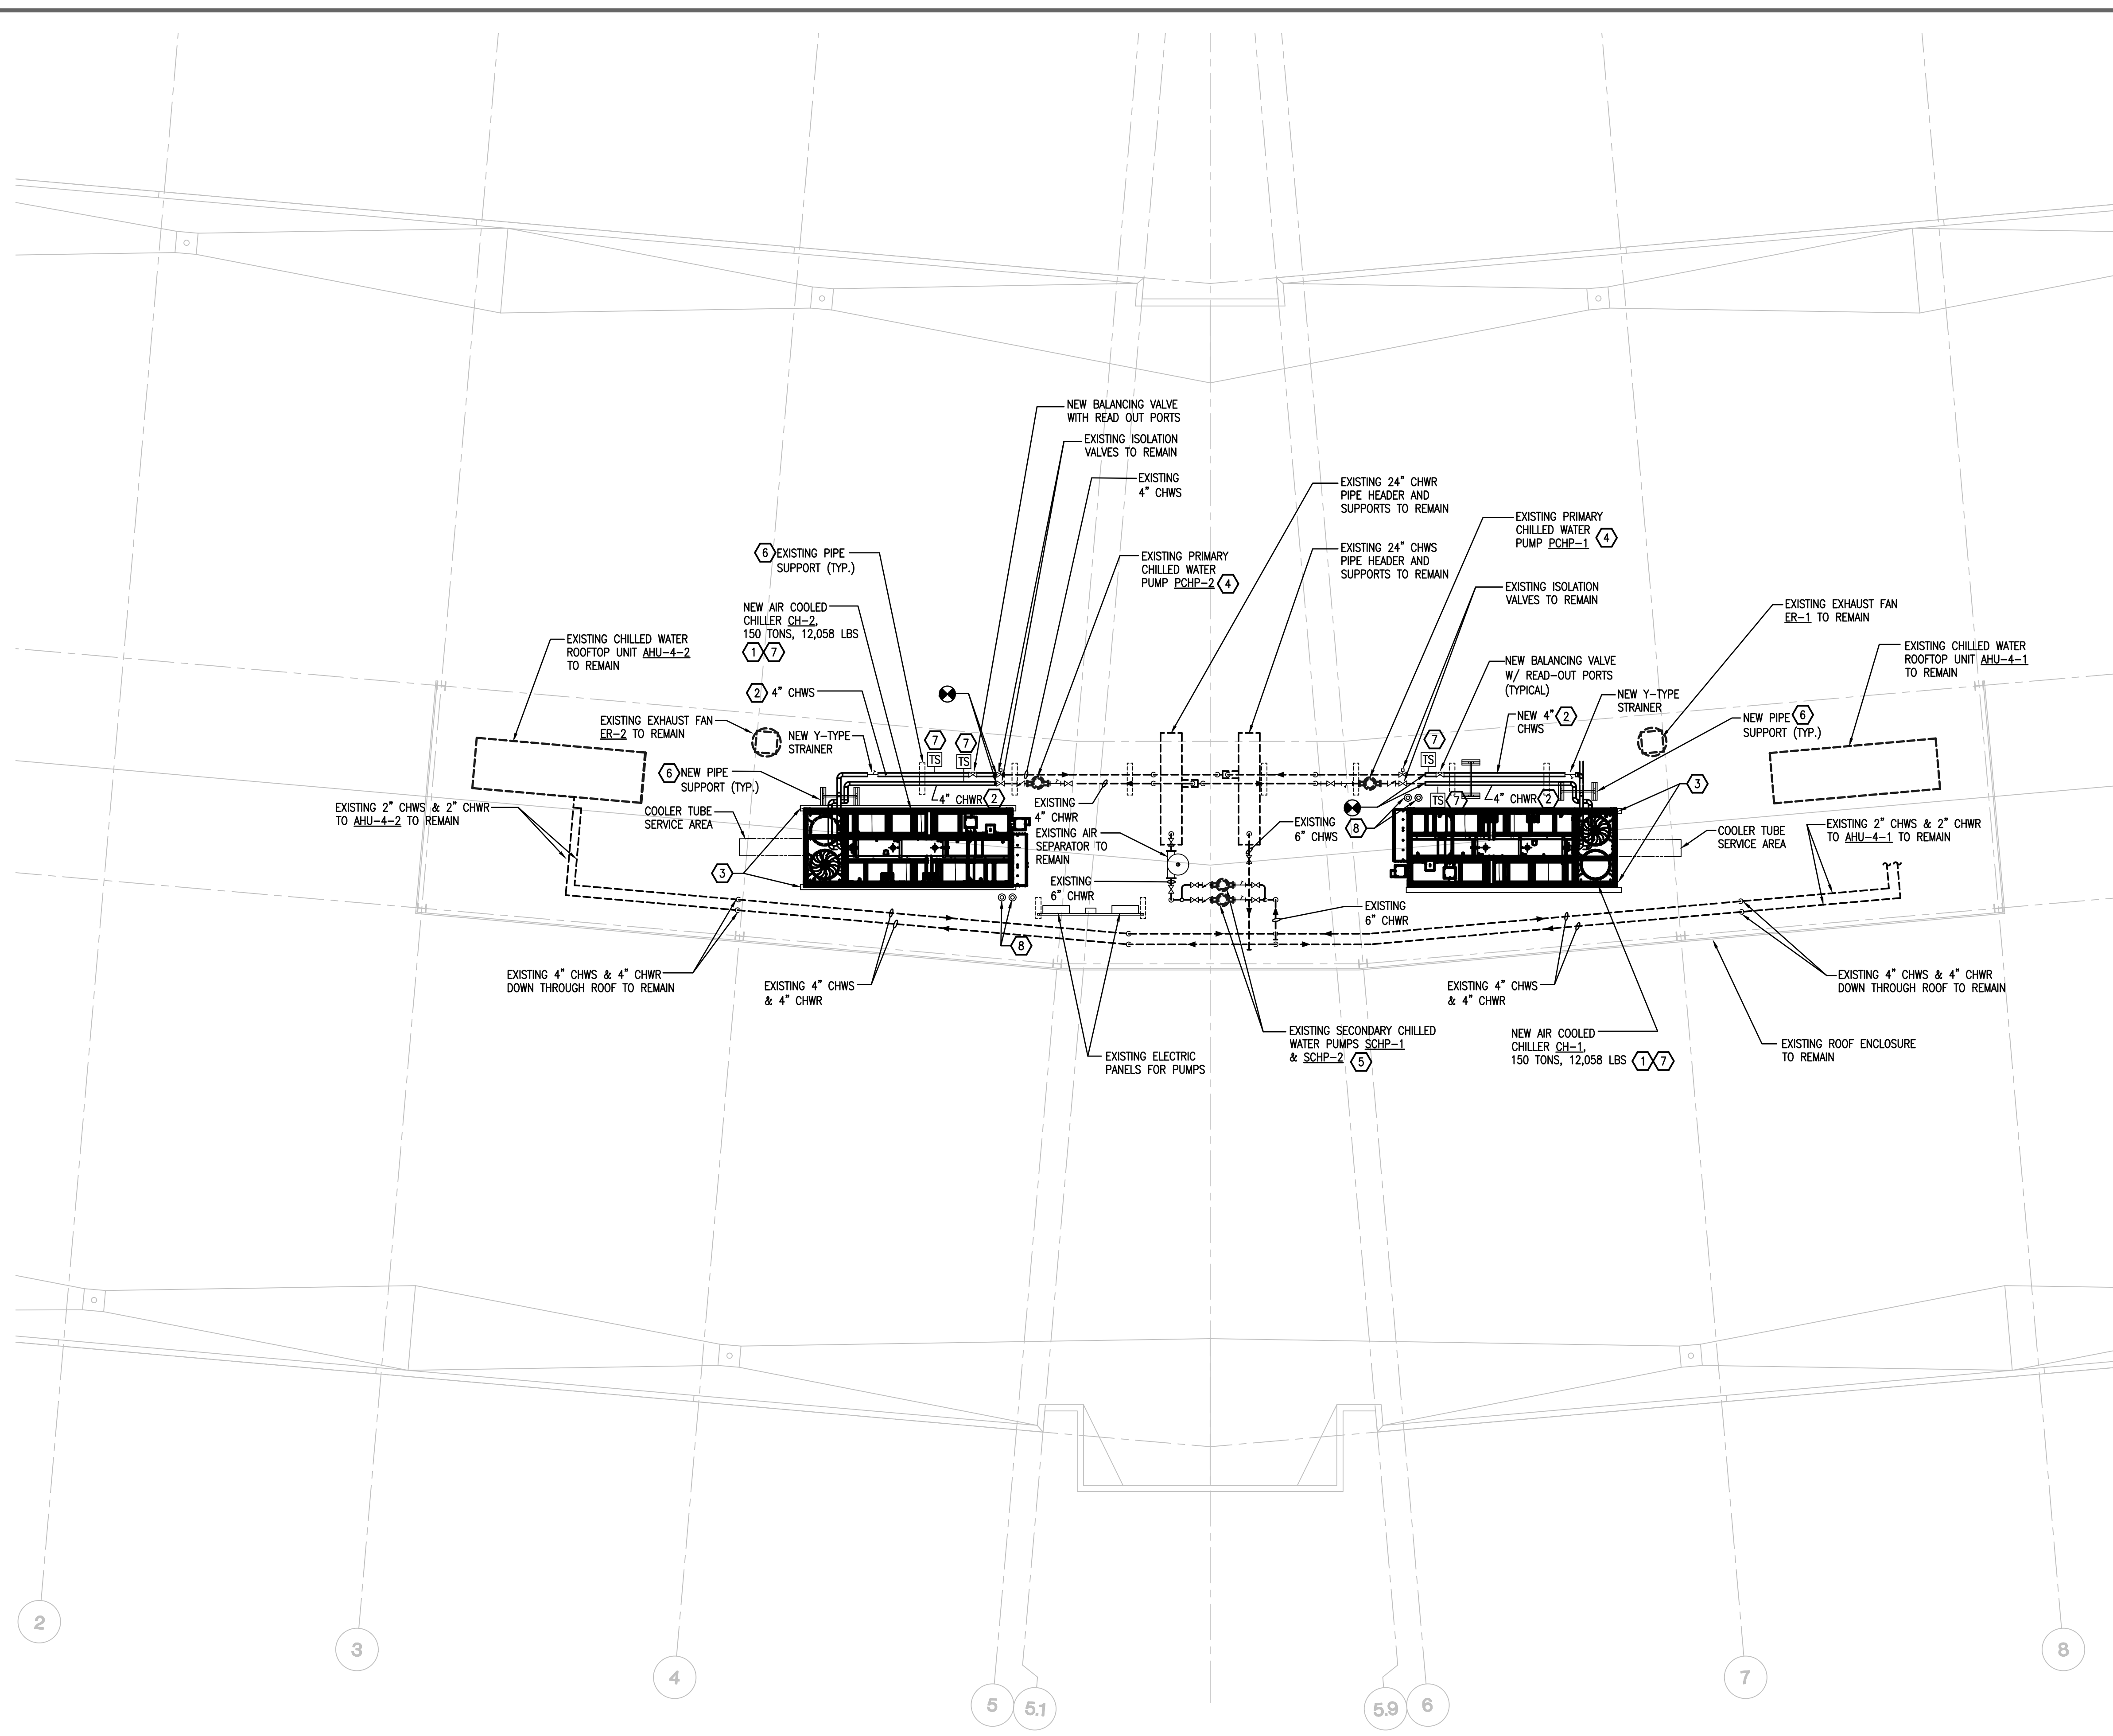 NEW BALANCING VALVE
WITH READ OUT PORTS
EXISTING ISOLATION
VALVES TO REMAIN
EXISTING
4" CHWS
EXISTING 24" CHWR
PIPE HEADER AND
SUPPORTS TO REMAIN
EXISTING PRIMARY
CHILLED WATER
PUMP PCHP-1 4
6 EXISTING PIPE
SUPPORT (TYP.)
EXISTING PRIMARY
CHILLED WATER
PUMP PCHP-2 4
EXISTING 24" CHWS
PIPE HEADER AND
SUPPORTS TO REMAIN
EXISTING ISOLATION
VALVES TO REMAIN
NEW AIR COOLED
CHILLER CH-2,
150 TONS, 12,058 LBS
1 7
EXISTING EXHAUST FAN
ER-1 TO REMAIN
EXISTING CHILLED WATER
ROOFTOP UNIT AHU-4-2
TO REMAIN
EXISTING CHILLED WATER
ROOFTOP UNIT AHU-4-1
TO REMAIN
NEW BALANCING VALVE
W/ READ-OUT PORTS
(TYPICAL)
2 4" CHWS
NEW Y-TYPE
STRAINER
EXISTING EXHAUST FAN
ER-2 TO REMAIN
NEW 4" 2
CHWS
NEW PIPE 6
SUPPORT (TYP.)
NEW Y-TYPE
STRAINER
7
7
7
TS
TS
TS
6 NEW PIPE
SUPPORT (TYP.)
3
4" CHWR 2
TS 7
4" CHWR 2
EXISTING 2" CHWS & 2" CHWR
TO AHU-4-2 TO REMAIN
COOLER TUBE
SERVICE AREA
EXISTING
4" CHWR
EXISTING AIR
SEPARATOR TO
REMAIN
EXISTING
6" CHWS
8
COOLER TUBE
SERVICE AREA
EXISTING 2" CHWS & 2" CHWR
TO AHU-4-1 TO REMAIN
3
EXISTING
6" CHWR
EXISTING
6" CHWR
8
EXISTING 4" CHWS & 4" CHWR
DOWN THROUGH ROOF TO REMAIN
EXISTING 4" CHWS
& 4" CHWR
EXISTING 4" CHWS
& 4" CHWR
EXISTING 4" CHWS & 4" CHWR
DOWN THROUGH ROOF TO REMAIN
EXISTING ELECTRIC
PANELS FOR PUMPS
EXISTING SECONDARY CHILLED
WATER PUMPS SCHP-1
& SCHP-2 5
NEW AIR COOLED
CHILLER CH-1,
150 TONS, 12,058 LBS 1 7
EXISTING ROOF ENCLOSURE
TO REMAIN
2
3
4
5
5.1
5.9
6
7
8